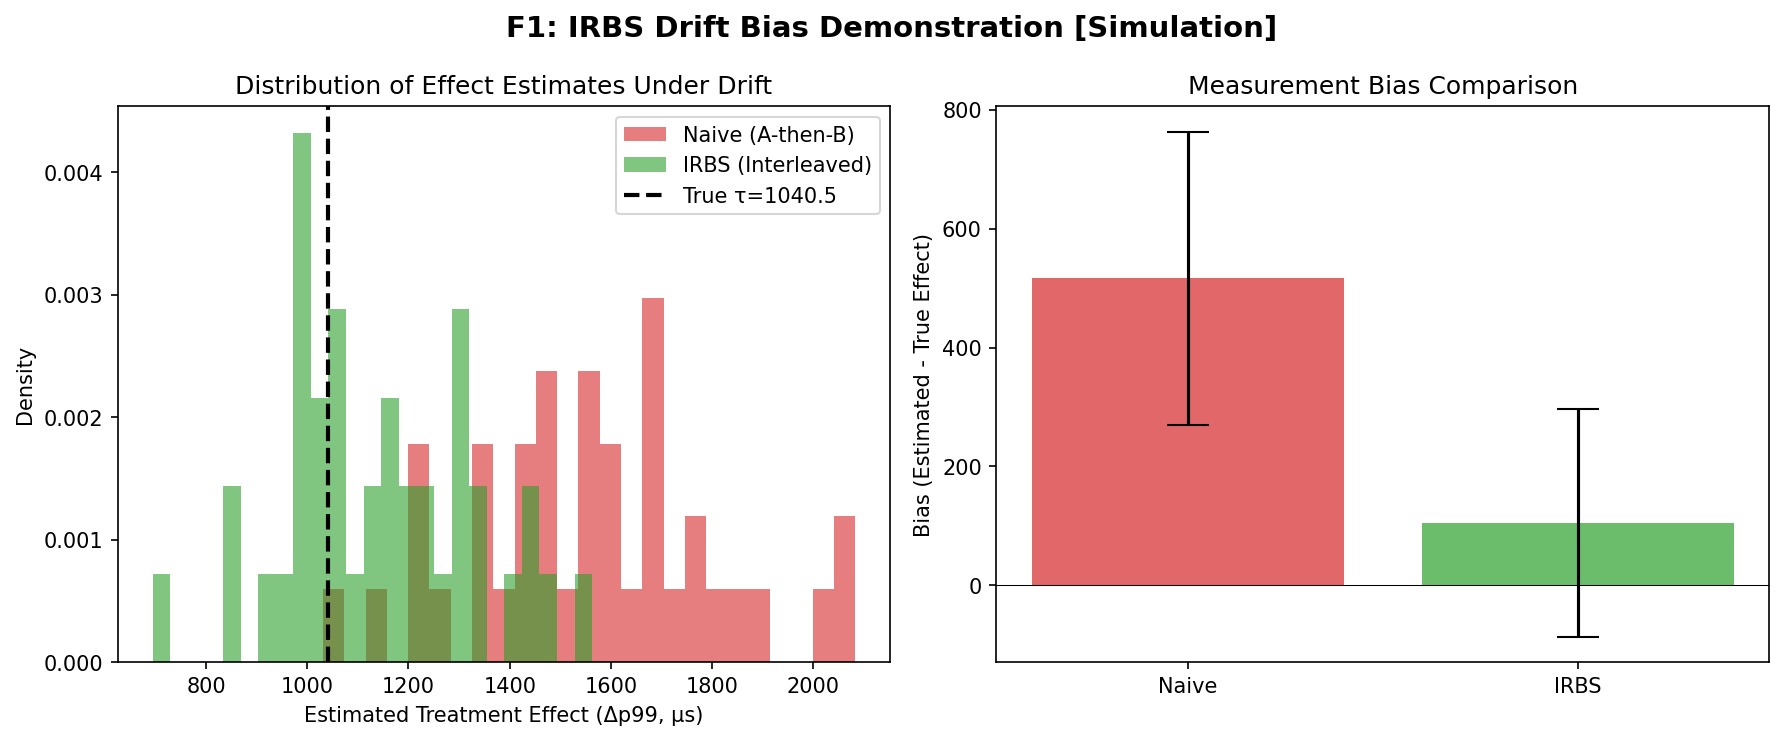 F1: IRBS Drift Bias Demonstration [Simulation]
Distribution of Effect Estimates Under Drift
Density
0.004
0.003
0.002
0.001
0.000
Naive (A-then-B)
IRBS (Interleaved)
True τ=1040.5
800 1000 1200 1400 1600 1800 2000
Estimated Treatment Effect (Δp99, μs)
Measurement Bias Comparison
Bias (Estimated - True Effect)
800
600
400
200
0
Naive IRBS